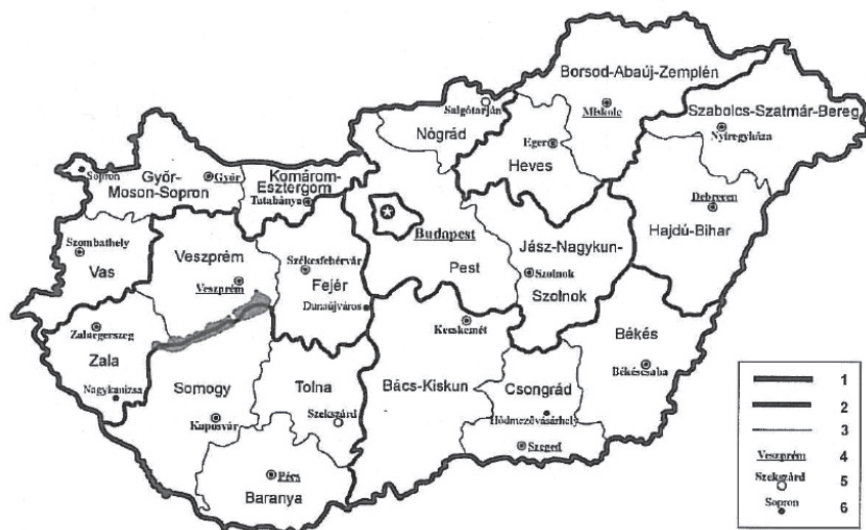 Borsod-Abaúj-Zemplén
Salgótarján
Miskolc
Szabolcs-Szatmár-Bereg
Nógrád
Nyíregyháza
Eger
Heves
Sopron
Győr-
Moson-Sopron
Győr
Komárom-
Esztergom
Tatabánya
Debrecen
Hajdú-Bihar
Budapest
Szombathely
Vas
Veszprém
Székesfehérvár
Fejér
Pest
Jász-Nagykun-
Szolnok
Szolnok
Veszprém
Dunaújváros
Zalaegerszeg
Zala
Kecskemét
Békés
Békéscsaba
Nagykanizsa
Somogy
Tolna
Bács-Kiskun
Csongrád
Kaposvár
Szekszárd
Hódmezővásárhely
Szeged
Pécs
Baranya
1
2
3
Veszprém 4
Szekszárd 5
Sopron 6